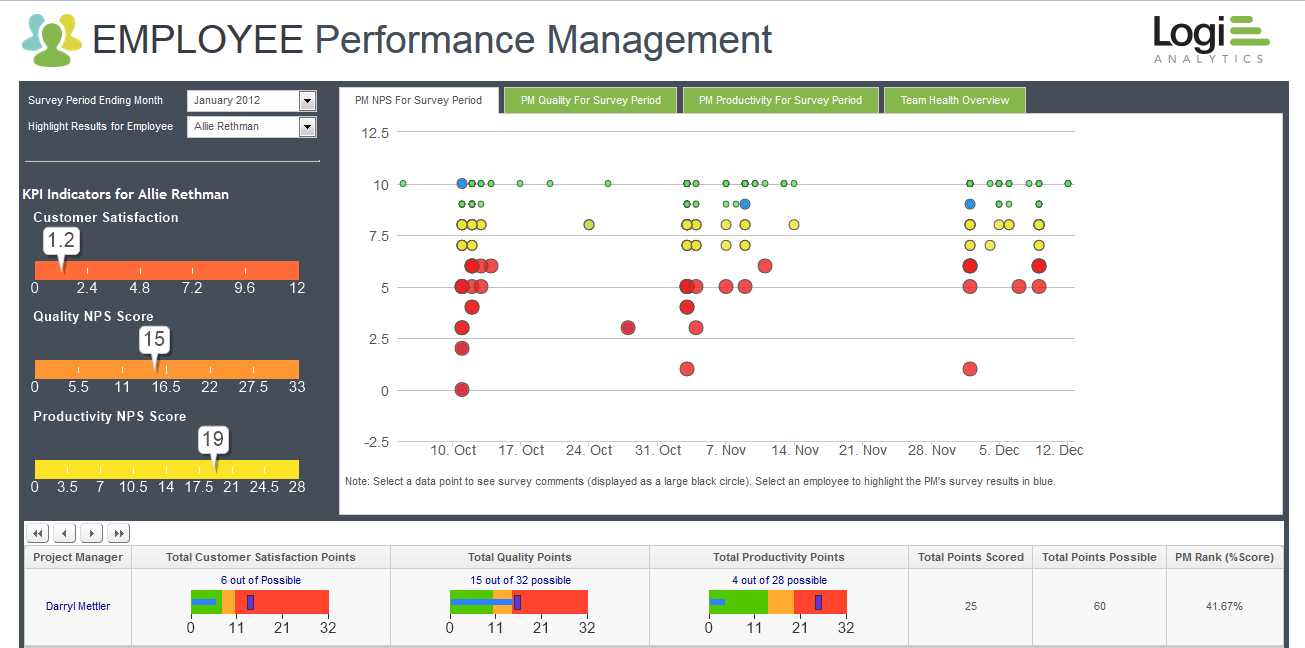 EMPLOYEE Performance Management
Logi
ANALYTICS
Survey Period Ending Month
January 2012
Highlight Results for Employee
Allie Rethman
PM NPS For Survey Period
PM Quality For Survey Period
PM Productivity For Survey Period
Team Health Overview
KPI Indicators for Allie Rethman
Customer Satisfaction
1.2
0 2.4 4.8 7.2 9.6 12
Quality NPS Score
15
0 5.5 11 16.5 22 27.5 33
Productivity NPS Score
19
0 3.5 7 10.5 14 17.5 21 24.5 28
12.5
10
7.5
5
2.5
0
-2.5
10. Oct 17. Oct 24. Oct 31. Oct 7. Nov 14. Nov 21. Nov 28. Nov 5. Dec 12. Dec
Note: Select a data point to see survey comments (displayed as a large black circle). Select an employee to highlight the PM's survey results in blue.
Project Manager Total Customer Satisfaction Points Total Quality Points Total Productivity Points Total Points Scored Total Points Possible PM Rank (%Score)
6 out of Possible 15 out of 32 possible 4 out of 28 possible
Darryl Mettler 25 60 41.67%
0 11 21 32 0 11 21 32 0 11 21 32